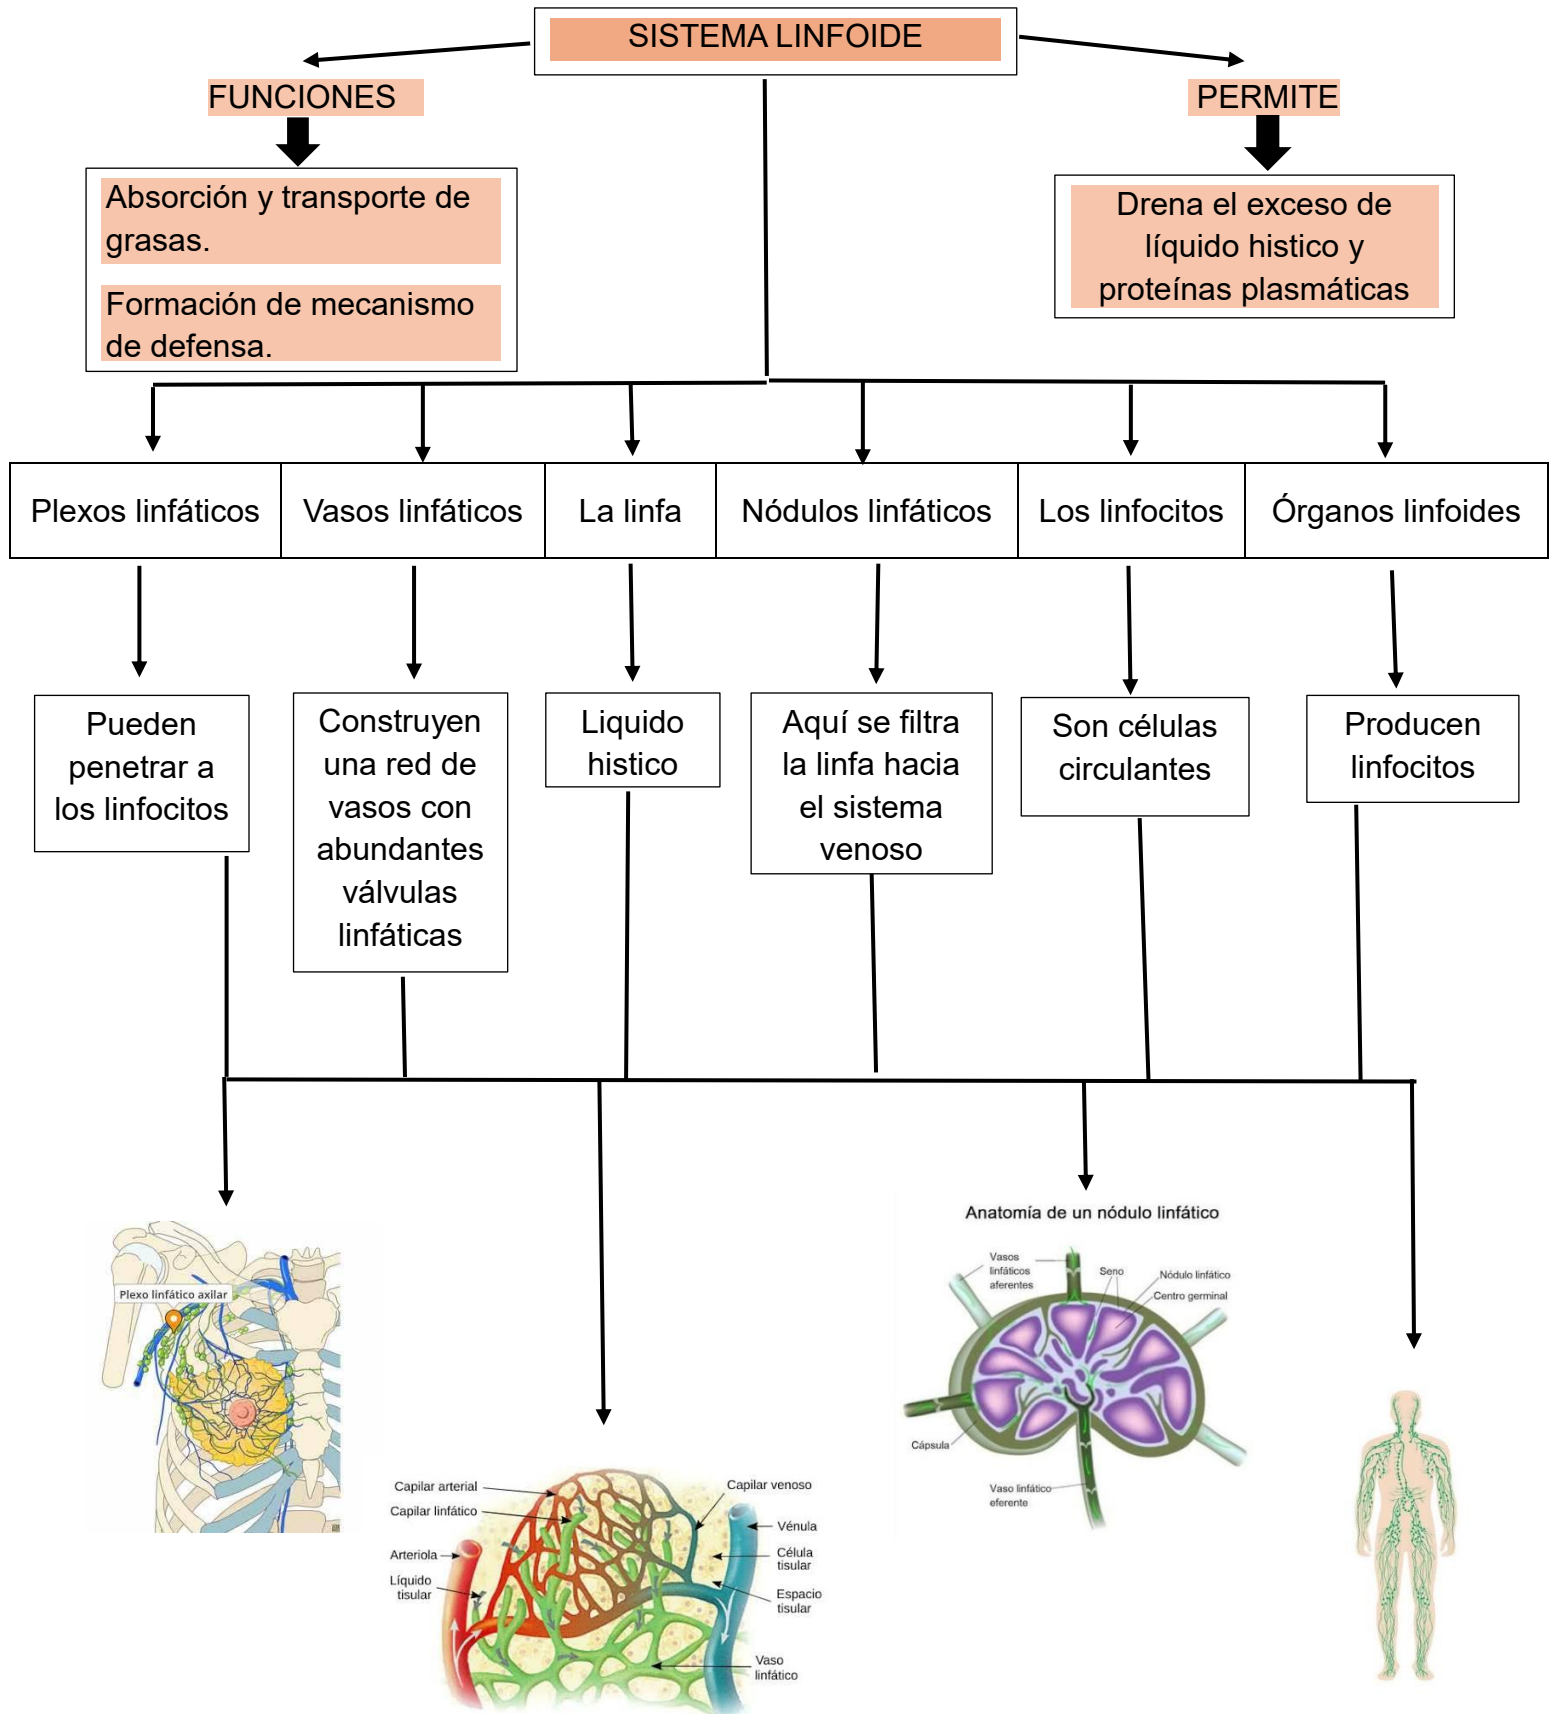 SISTEMA LINFOIDE
FUNCIONES
PERMITE
Absorción y transporte de
grasas.
Formación de mecanismo
de defensa.
Drena el exceso de
líquido histico y
proteínas plasmáticas
Plexos linfáticos
Vasos linfáticos
La linfa
Nódulos linfáticos
Los linfocitos
Órganos linfoides
Pueden
penetrar a
los linfocitos
Construyen
una red de
vasos con
abundantes
válvulas
linfáticas
Liquido
histico
Aquí se filtra
la linfa hacia
el sistema
venoso
Son células
circulantes
Producen
linfocitos
Plexo linfático axilar
Capilar arterial
Capilar linfático
Arteriola
Líquido
tisular
Capilar venoso
Vénula
Célula
tisular
Espacio
tisular
Vaso
linfático
Anatomía de un nódulo linfático
Vasos
linfáticos
aferentes
Seno
Nódulo linfático
Centro germinal
Cápsula
Vaso linfático
eferente